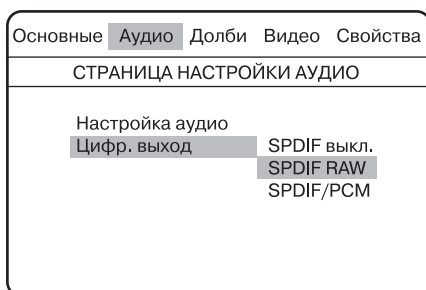 Основные Аудио Долби Видео Свойства
СТРАНИЦА НАСТРОЙКИ АУДИО
Настройка аудио
Цифр. выход SPDIF выкл.
SPDIF RAW
SPDIF/PCM